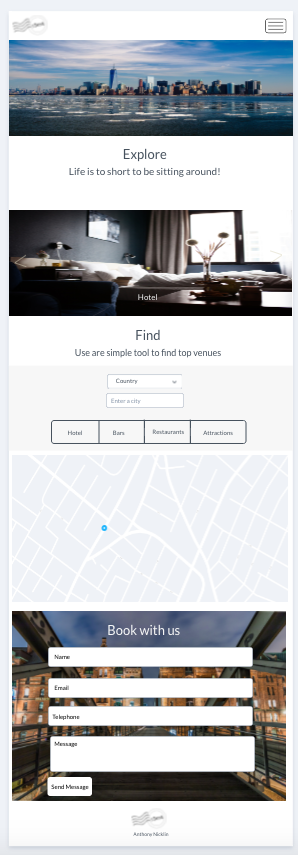 Explore
Life is to short to be sitting around!
Hotel
Find
Use are simple tool to find top venues
Country
Enter a city
Hotel Bars Restaurants Attractions
Book with us
Name
Email
Telephone
Message
Send Message
Anthony Nicklin